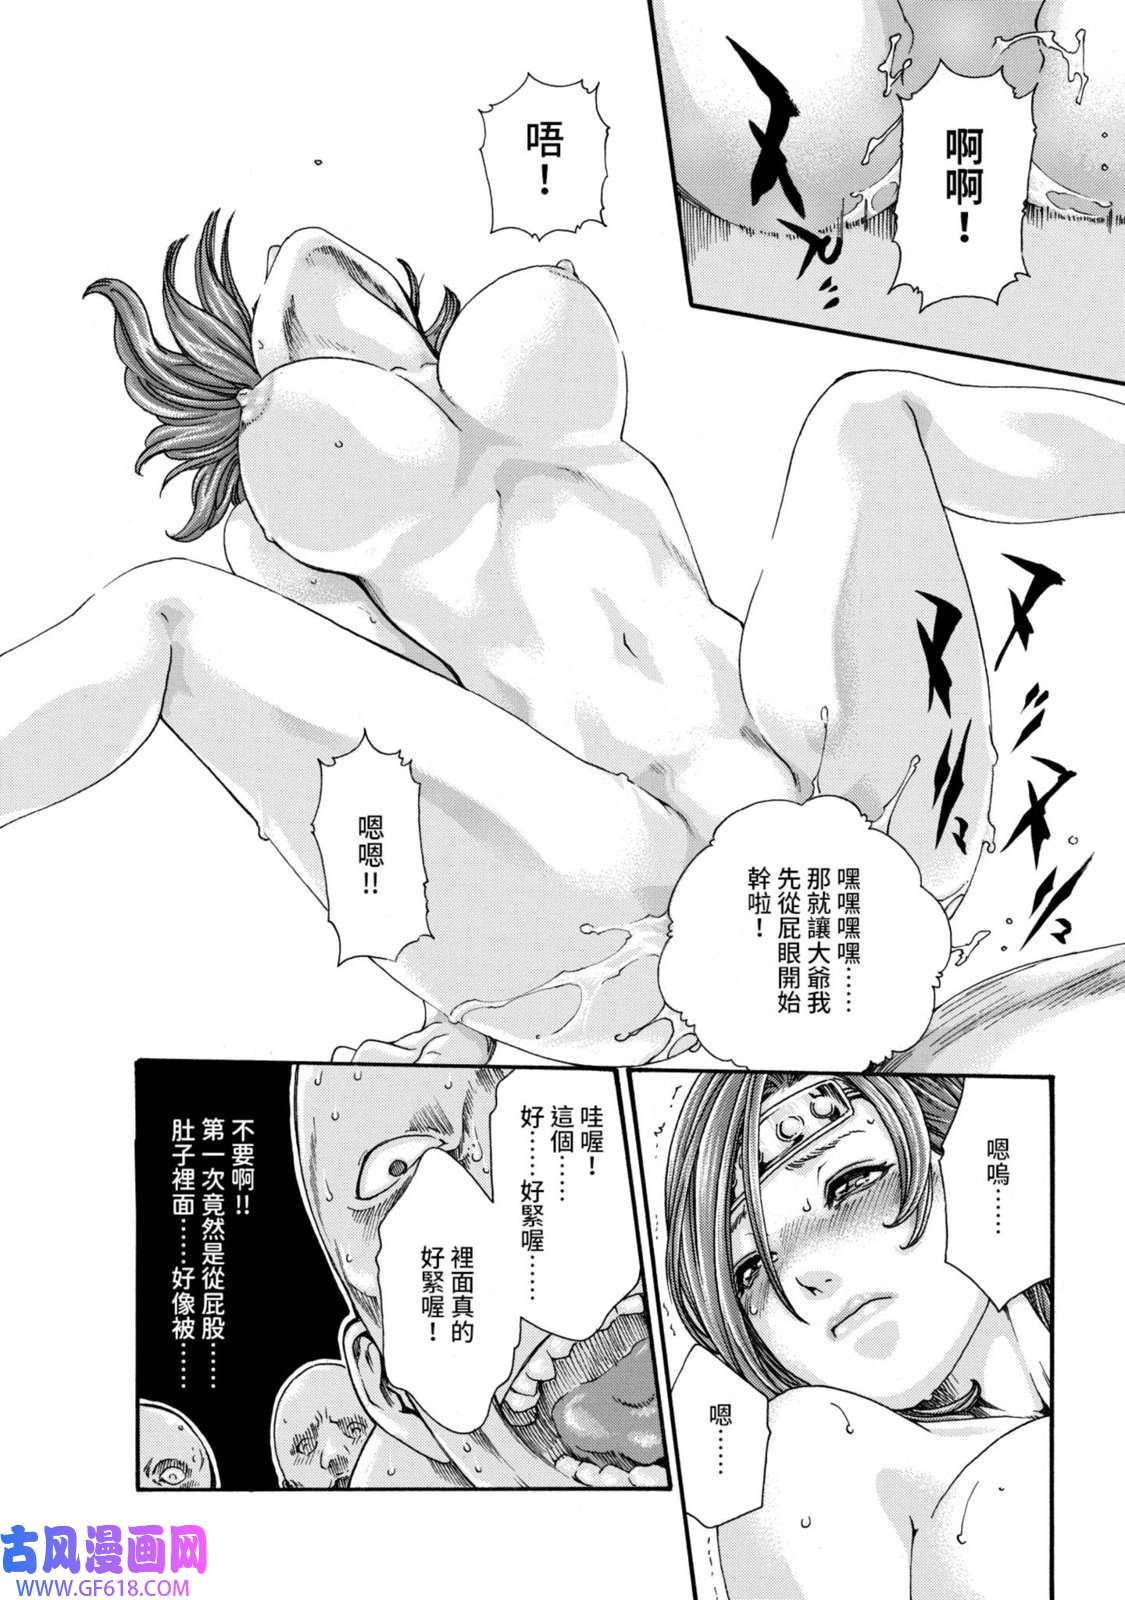 啊啊！
唔！
嗯嗯!!
嘿嘿嘿嘿……
那就讓大爺我
先從屁眼開始
幹啦！
嗯嗚……
嗯……
哇喔！
這個……
好……好緊喔……
裡面真的
好緊喔！
不要啊!!
第一次竟然是從屁股……
肚子裡面……好像被……
古风漫画网
WWW.GF618.COM